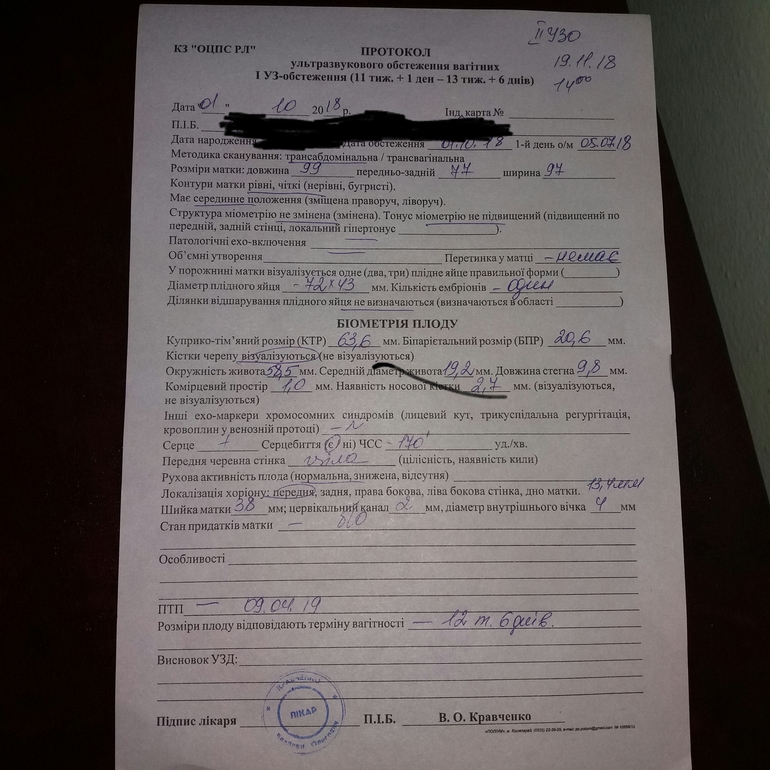 II УЗО
КЗ "ОЦПС РЛ"
ПРОТОКОЛ
19.11.18
ультразвукового обстеження вагітних
І УЗ-обстеження (11 тиж. + 1 ден – 13 тиж. + 6 днів)
14⁰⁰
Дата " 01 " 10 20 18 р. Інд. карта №
П.І.Б.
Дата народження Дата обстеження 01.10.18 1-й день о/м 05.07.18
Методика сканування: трансабдомінальна / трансвагінальна
Розміри матки: довжина 99 передньо-задній 77 ширина 97
Контури матки рівні, чіткі (нерівні, бугристі).
Має серединне положення (зміщена праворуч, ліворуч).
Структура міометрію не змінена (змінена). Тонус міометрію не підвищений (підвищений по
передній, задній стінці, локальний гіпертонус ).
Патологічні ехо-включення —
Об'ємні утворення Перетинка у матці – немає
У порожнині матки візуалізується одне (два, три) плідне яйце правильної форми ( )
Діаметр плідного яйця - 72х43 мм. Кількість ембріонів – один
Ділянки відшарування плідного яйця не визначаються (визначаються в області )
БІОМЕТРІЯ ПЛОДУ
Куприко-тім'яний розмір (КТР) 63,6 мм. Біпарієтальний розмір (БПР) 20,6 мм.
Кістки черепу візуалізуються (не візуалізуються)
Окружність живота 58,5 мм. Середній діаметр живота 19,2 мм. Довжина стегна 9,8 мм.
Комірцевий простір 1,0 мм. Наявність носової кістки 2,7 мм. (візуалізуються,
не візуалізуються)
Інші ехо-маркери хромосомних синдромів (лицевий кут, трикуспідальна регургітація,
кровоплин у венозній протоці) – N
Серце + Серцебиття (є, ні) ЧСС - 170' уд./хв.
Передня черевна стінка ціла (цілісність, наявність кили)
Рухова активність плода (нормальна, знижена, відсутня)
Локалізація хоріону: передня, задня, права бокова, ліва бокова стінка, дно матки. 13,4 мм
Шийка матки 38 мм; цервікальний канал 2 мм, діаметр внутрішнього вічка 4 мм
Стан придатків матки —
Особливості
ПТП — 09.04.19
Розміри плоду відповідають терміну вагітності — 12 т. 6 днів.
Висновок УЗД:
ЛІКАР
Підпис лікаря П.І.Б. В. О. Кравченко